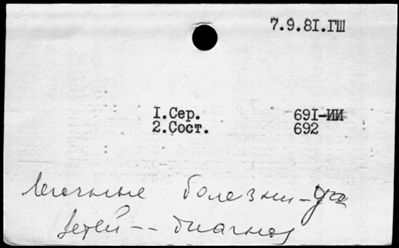 7.9.81.ГШ
1.Сер. 691-ИИ
2.Сост. 692
Легочные болезни - у
детей -- диагноз